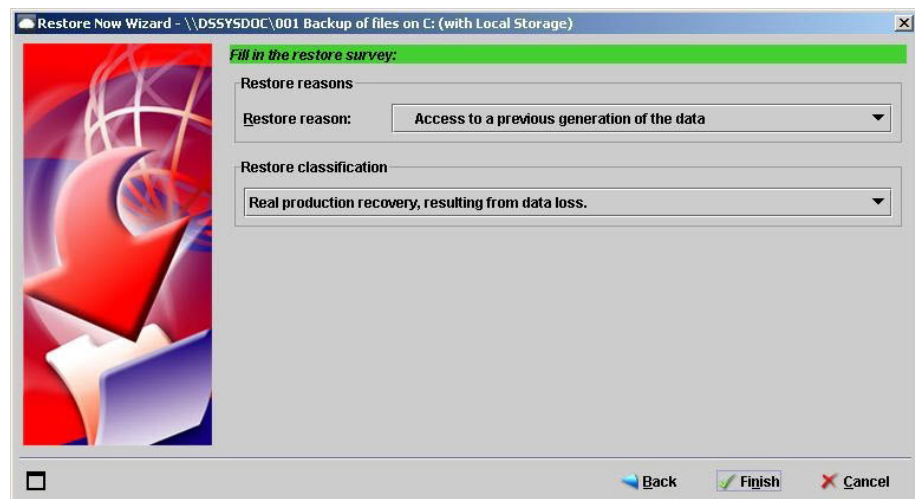 Restore Now Wizard - \\DSSYSDOC\001 Backup of files on C: (with Local Storage)
Fill in the restore survey:
Restore reasons
Restore reason:
Access to a previous generation of the data
Restore classification
Real production recovery, resulting from data loss.
Back
Finish
Cancel